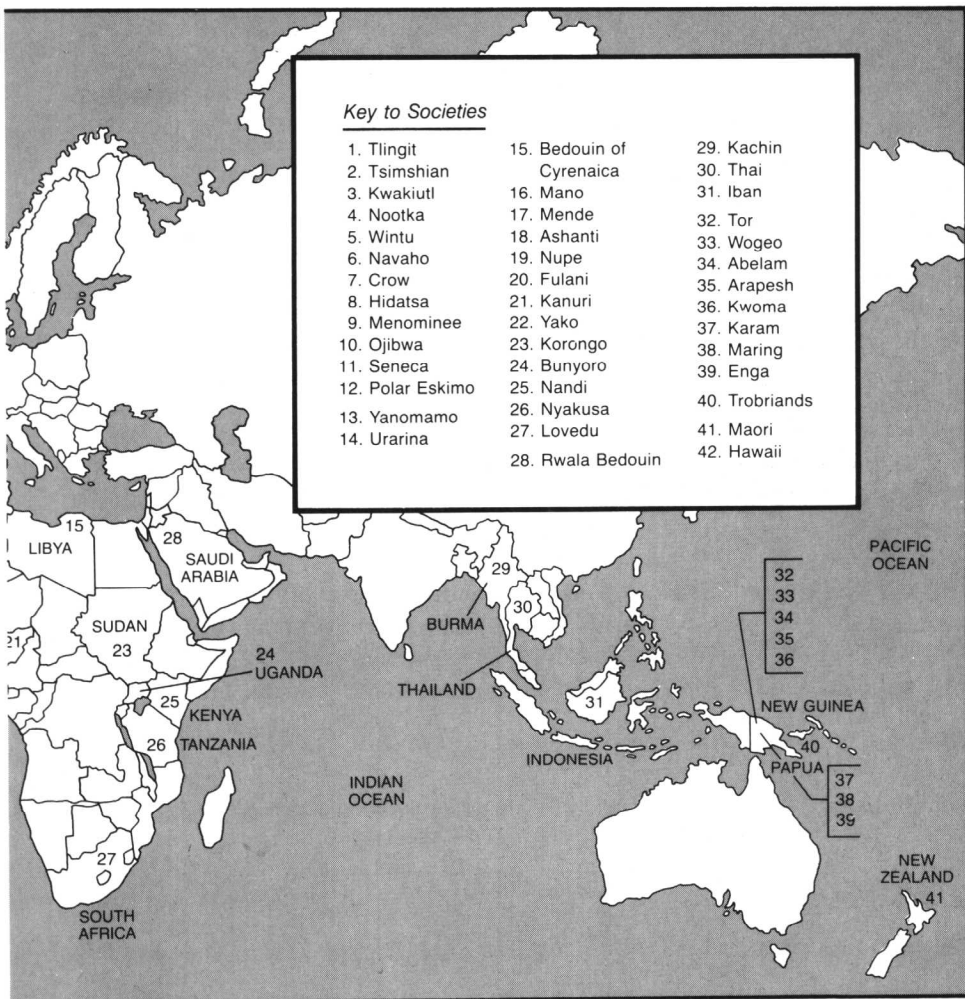 Key to Societies
1. Tlingit
2. Tsimshian
3. Kwakiutl
4. Nootka
5. Wintu
6. Navaho
7. Crow
8. Hidatsa
9. Menominee
10. Ojibwa
11. Seneca
12. Polar Eskimo
13. Yanomamo
14. Urarina
15. Bedouin of
Cyrenaica
16. Mano
17. Mende
18. Ashanti
19. Nupe
20. Fulani
21. Kanuri
22. Yako
23. Korongo
24. Bunyoro
25. Nandi
26. Nyakusa
27. Lovedu
28. Rwala Bedouin
29. Kachin
30. Thai
31. Iban
32. Tor
33. Wogeo
34. Abelam
35. Arapesh
36. Kwoma
37. Karam
38. Maring
39. Enga
40. Trobriands
41. Maori
42. Hawaii
15
LIBYA
28
SAUDI
ARABIA
21
SUDAN
23
24
UGANDA
25
KENYA
26
TANZANIA
27
SOUTH
AFRICA
INDIAN
OCEAN
29
BURMA
30
THAILAND
31
INDONESIA
PACIFIC
OCEAN
32
33
34
35
36
NEW GUINEA
40
PAPUA
37
38
39
NEW
ZEALAND
41